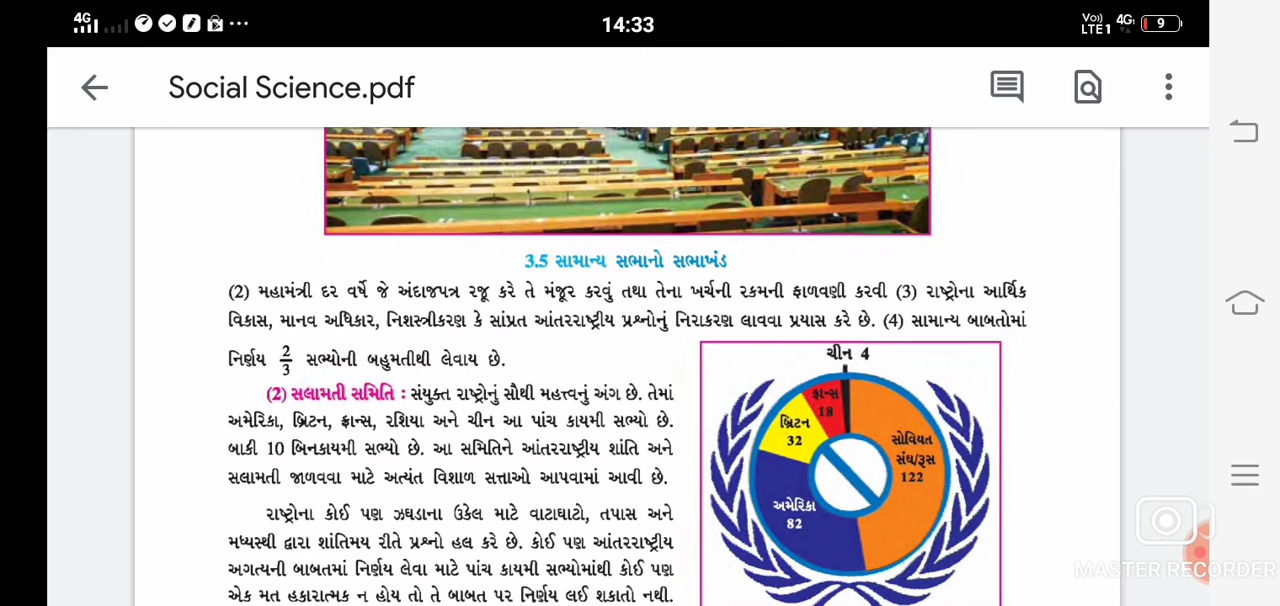 4G
14:33
Vo)) 4G
LTE1
9
Social Science.pdf
3.5 સામાન્ય સભાનો સભાખંડ
(2) મહામંત્રી દર વર્ષે જે અંદાજપત્ર રજૂ કરે તે મંજૂર કરવું તથા તેના ખર્ચની રકમની ફાળવણી કરવી (3) રાષ્ટ્રોના આર્થિક
વિકાસ, માનવ અધિકાર, નિશસ્ત્રીકરણ કે સાંપ્રત આંતરરાષ્ટ્રીય પ્રશ્નોનું નિરાકરણ લાવવા પ્રયાસ કરે છે. (4) સામાન્ય બાબતોમાં
નિર્ણય 2/3 સભ્યોની બહુમતીથી લેવાય છે.
(2) સલામતી સમિતિ : સંયુક્ત રાષ્ટ્રોનું સૌથી મહત્ત્વનું અંગ છે. તેમાં
અમેરિકા, બ્રિટન, ફ્રાન્સ, રશિયા અને ચીન આ પાંચ કાયમી સભ્યો છે.
બાકી 10 બિનકાયમી સભ્યો છે. આ સમિતિને આંતરરાષ્ટ્રીય શાંતિ અને
સલામતી જાળવવા માટે અત્યંત વિશાળ સત્તાઓ આપવામાં આવી છે.
રાષ્ટ્રોના કોઈ પણ ઝઘડાના ઉકેલ માટે વાટાઘાટો, તપાસ અને
મધ્યસ્થી દ્વારા શાંતિમય રીતે પ્રશ્નો હલ કરે છે. કોઈ પણ આંતરરાષ્ટ્રીય
અગત્યની બાબતમાં નિર્ણય લેવા માટે પાંચ કાયમી સભ્યોમાંથી કોઈ પણ
એક મત હકારાત્મક ન હોય તો તે બાબત પર નિર્ણય લઈ શકાતો નથી.
ચીન 4
ફ્રાન્સ
18
બ્રિટન
32
સોવિયત
સંઘ/રૂસ
122
અમેરિકા
82
MASTER RECORDER